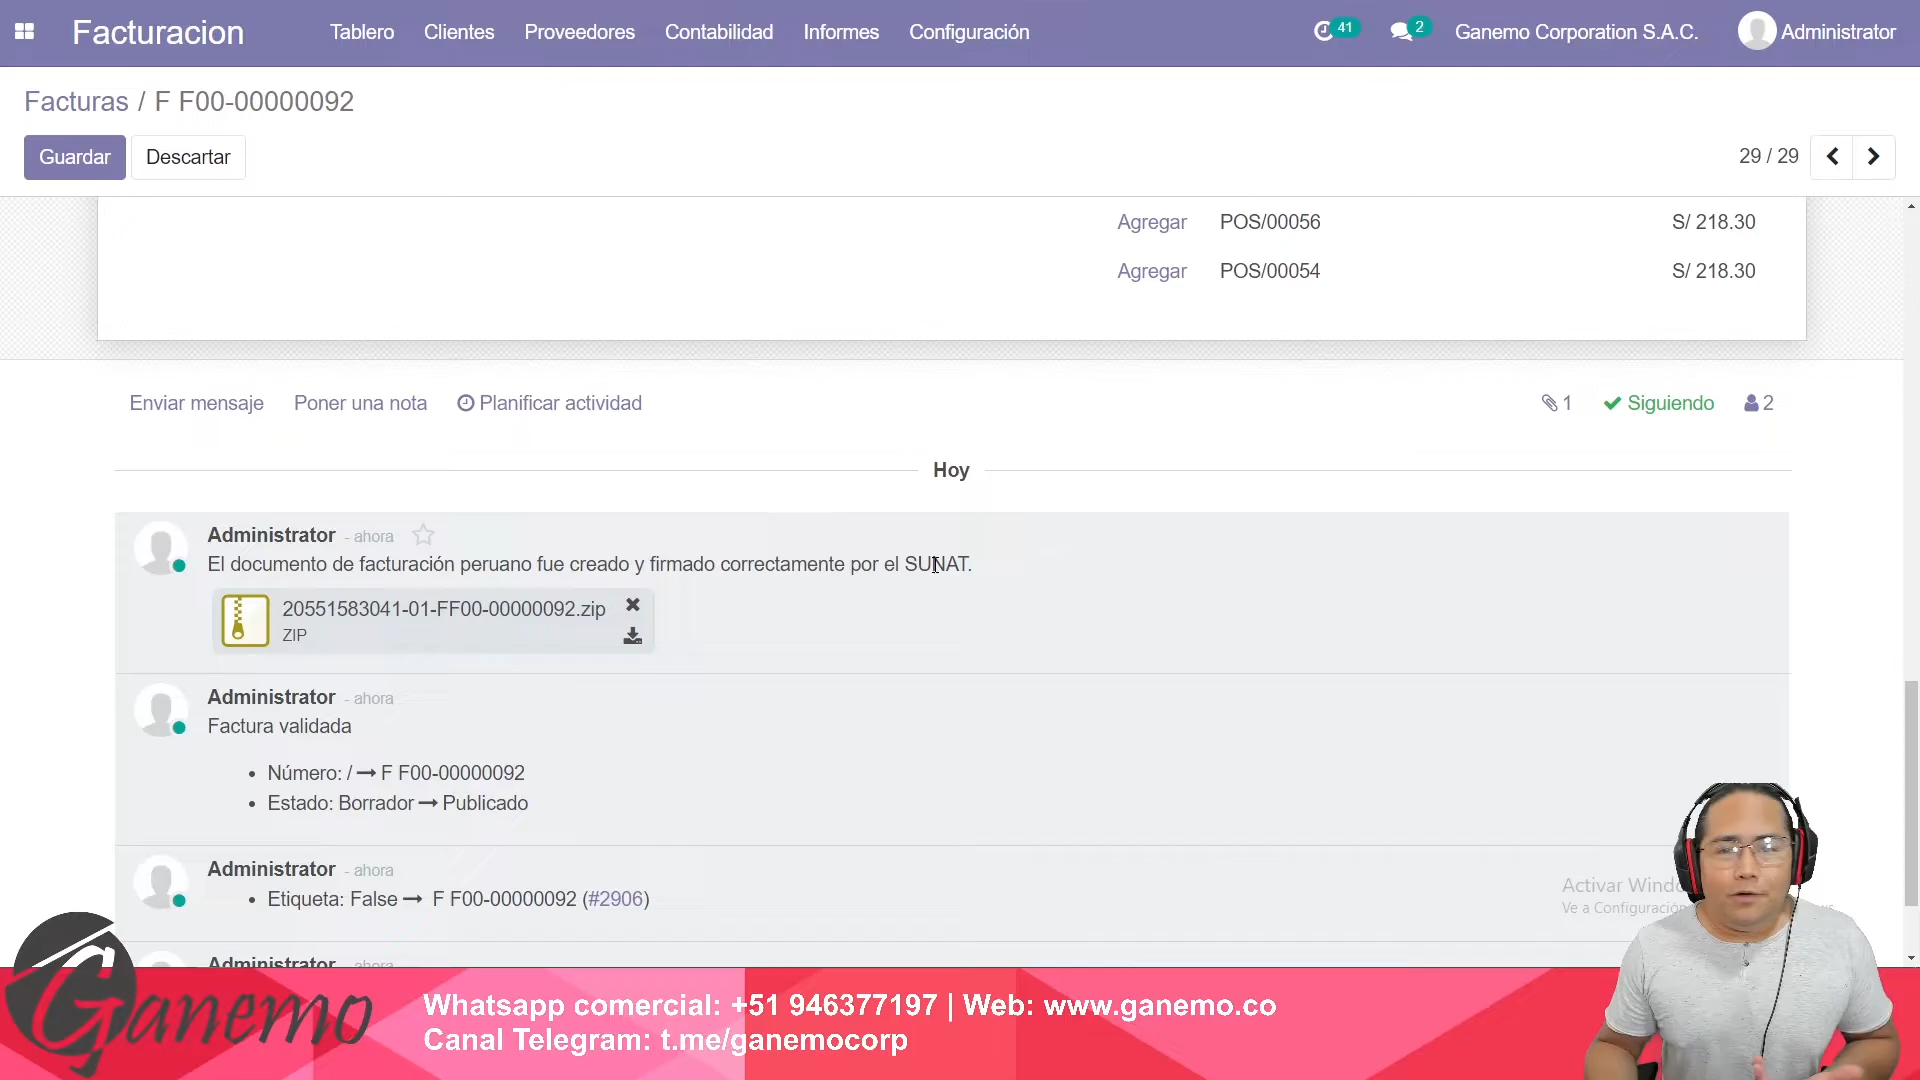 Facturacion
Tablero
Clientes
Proveedores
Contabilidad
Informes
Configuración
41
2
Ganemo Corporation S.A.C.
Administrator
Facturas / F F00-00000092
Guardar
Descartar
29 / 29
Agregar POS/00056 S/ 218.30
Agregar POS/00054 S/ 218.30
Enviar mensaje
Poner una nota
Planificar actividad
1
Siguiendo
2
Hoy
Administrator - ahora
El documento de facturación peruano fue creado y firmado correctamente por el SUNAT.
20551583041-01-FF00-00000092.zip
ZIP
Administrator - ahora
Factura validada
• Número: / → F F00-00000092
• Estado: Borrador → Publicado
Administrator - ahora
• Etiqueta: False → F F00-00000092 (#2906)
Activar
Ve a Configuración
Administrator - ahora
Ganemo
Whatsapp comercial: +51 946377197 | Web: www.ganemo.co
Canal Telegram: t.me/ganemocorp